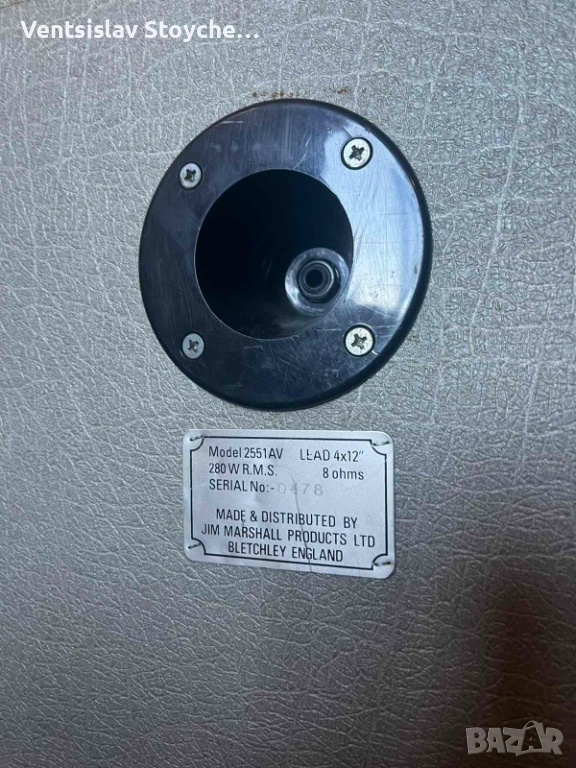 Ventsislav Stoyche...
Model 2551AV LEAD 4x12"
280 W R.M.S. 8 ohms
SERIAL No:- 0478
MADE & DISTRIBUTED BY
JIM MARSHALL PRODUCTS LTD
BLETCHLEY ENGLAND
BAZAR